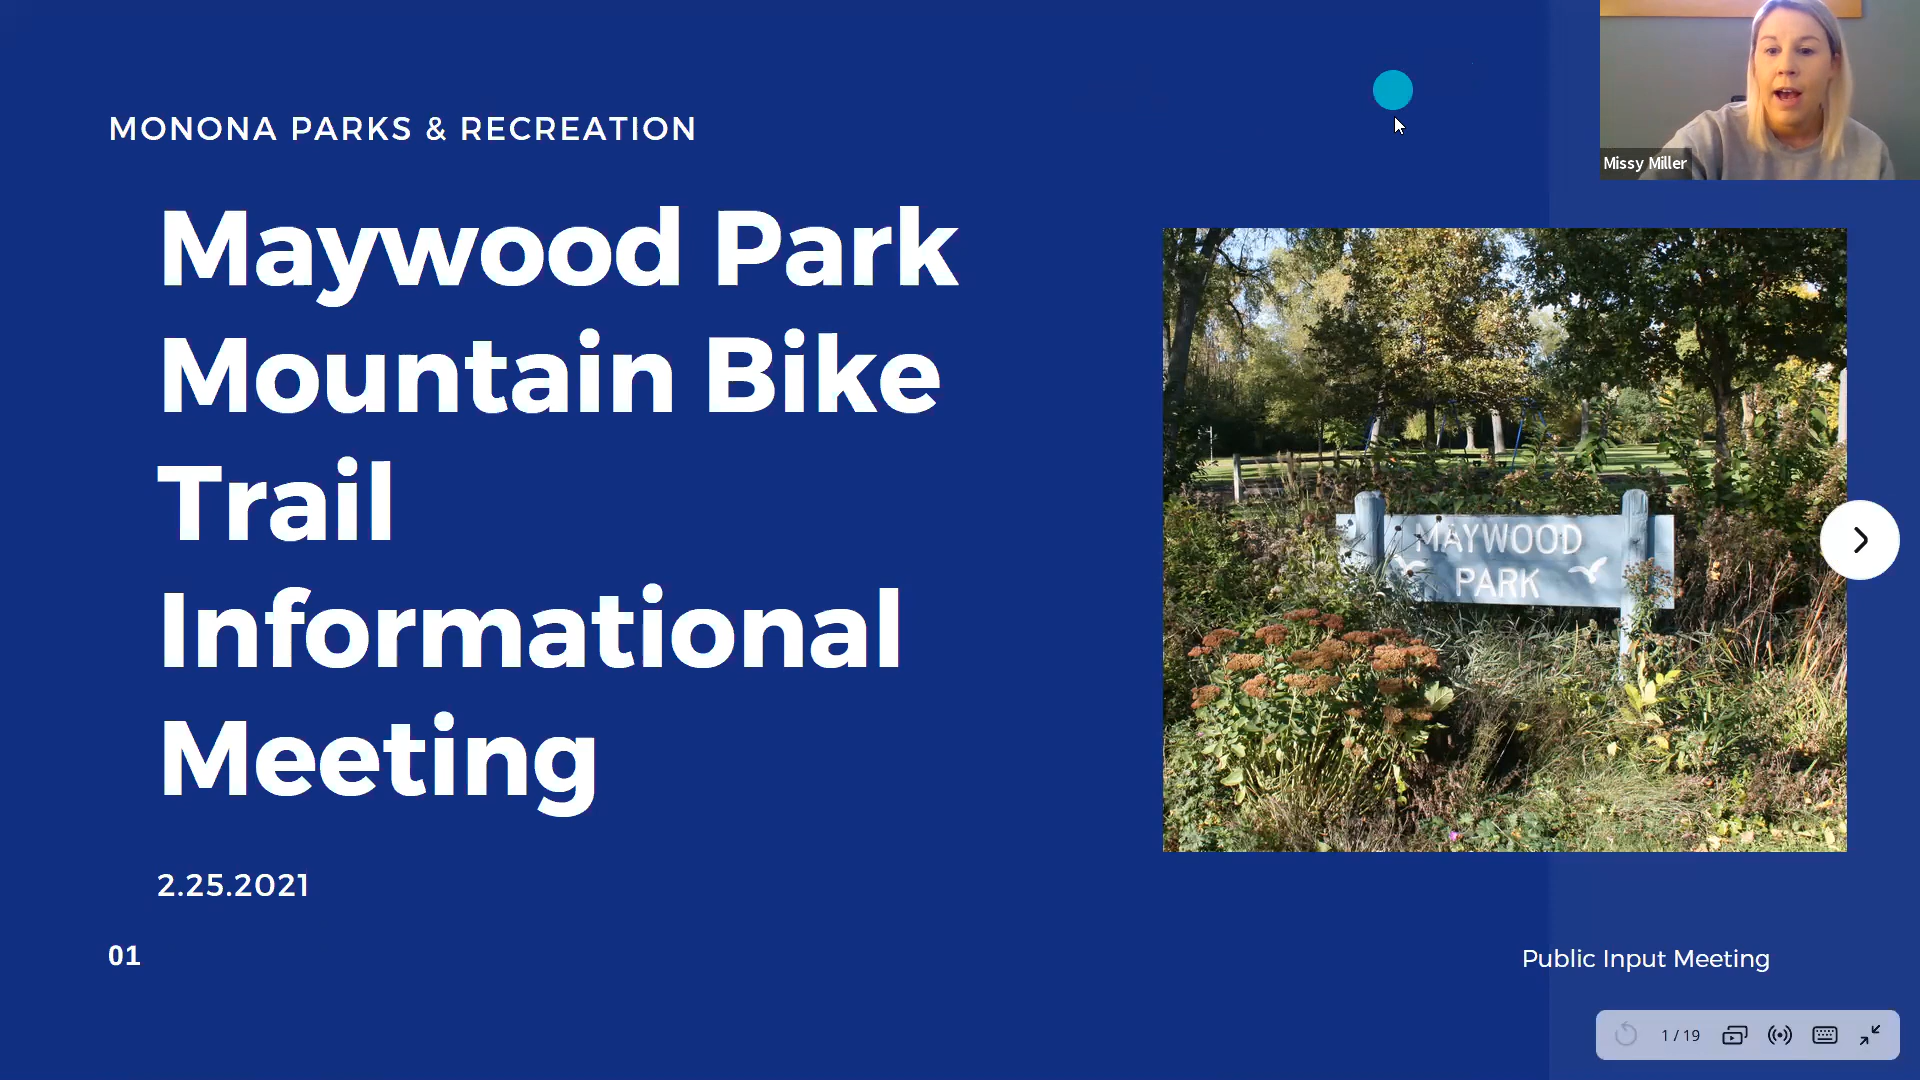 MONONA PARKS & RECREATION
Missy Miller
Maywood Park
Mountain Bike
Trail
Informational
Meeting
MAYWOOD
PARK
2.25.2021
01
Public Input Meeting
1 / 19